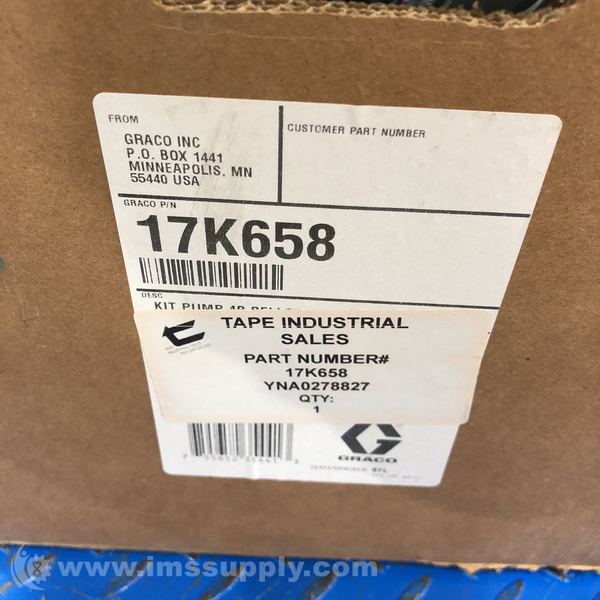 FROM
GRACO INC
P.O. BOX 1441
MINNEAPOLIS, MN
55440 USA
CUSTOMER PART NUMBER
GRACO P/N
17K658
DESC
KIT PUMP 4B
TAPE INDUSTRIAL
SALES
PART NUMBER#
17K658
YNA0278827
QTY:
1
GRACO
www.imssupply.com